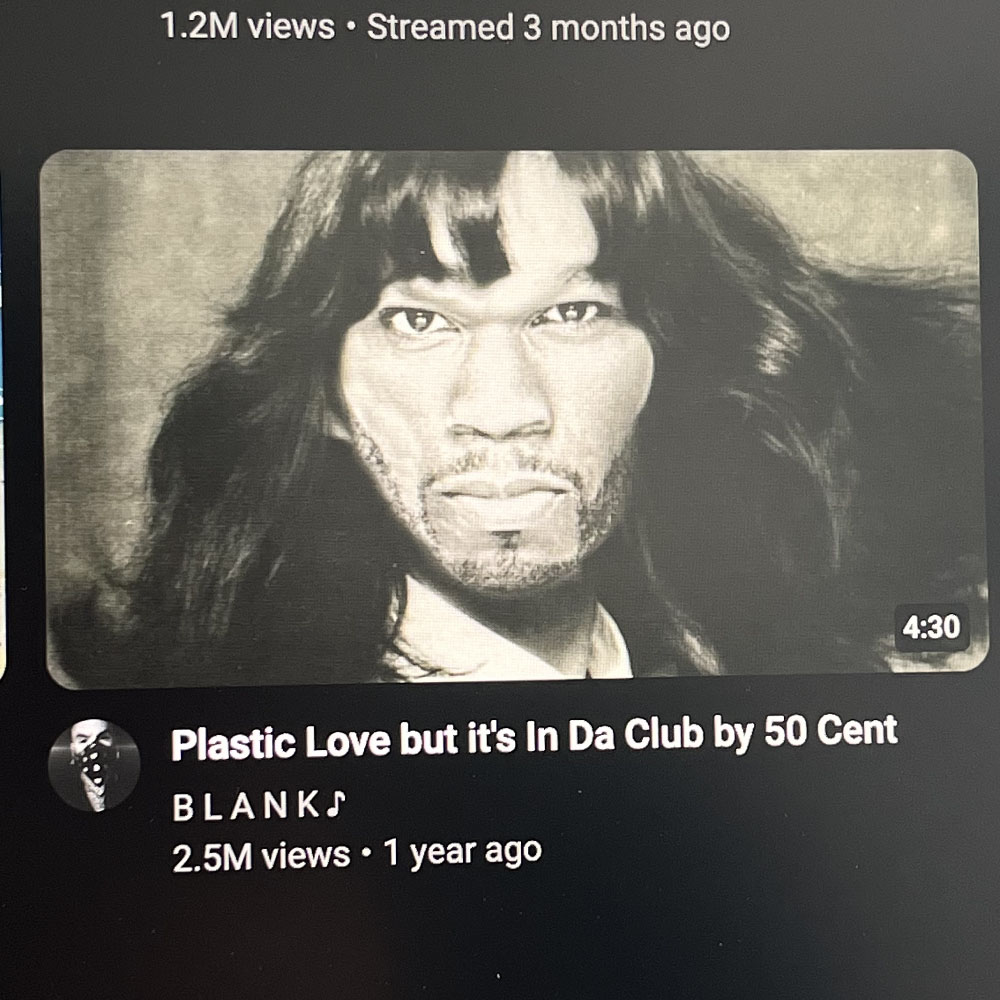 1.2M views • Streamed 3 months ago
4:30
Plastic Love but it's In Da Club by 50 Cent
B L A N K♪
2.5M views • 1 year ago